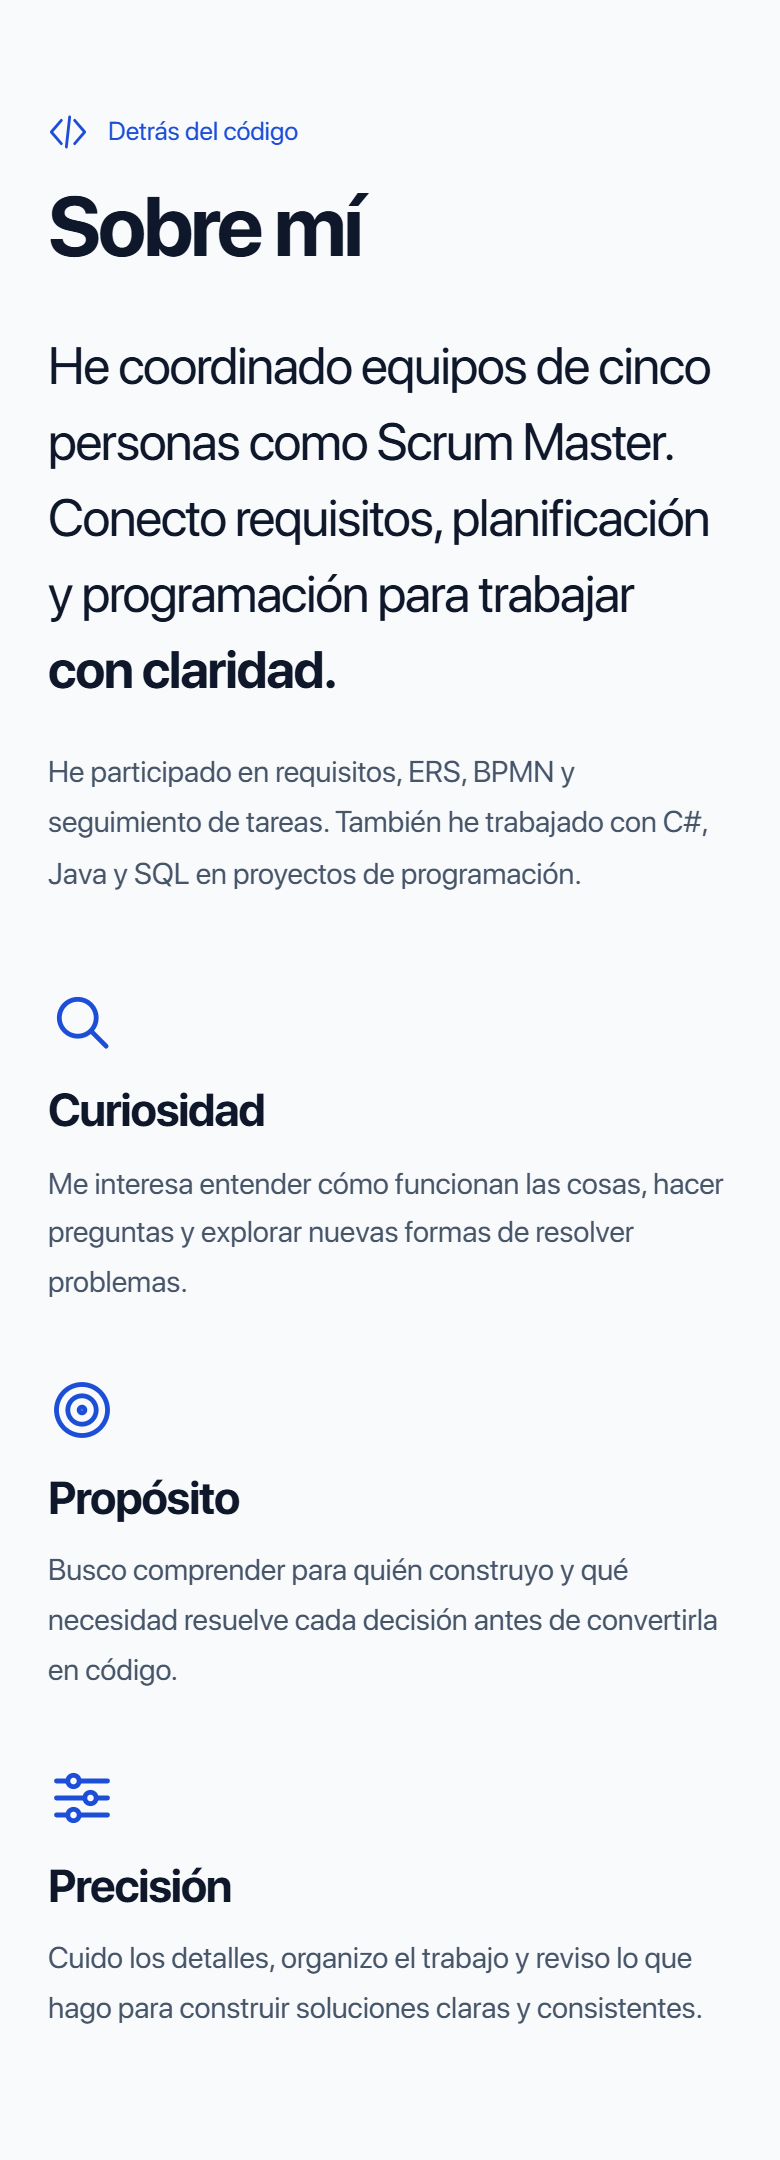 Detrás del código
Sobre mí
He coordinado equipos de cinco
personas como Scrum Master.
Conecto requisitos, planificación
y programación para trabajar
con claridad.
He participado en requisitos, ERS, BPMN y
seguimiento de tareas. También he trabajado con C#,
Java y SQL en proyectos de programación.
Curiosidad
Me interesa entender cómo funcionan las cosas, hacer
preguntas y explorar nuevas formas de resolver
problemas.
Propósito
Busco comprender para quién construyo y qué
necesidad resuelve cada decisión antes de convertirla
en código.
Precisión
Cuido los detalles, organizo el trabajo y reviso lo que
hago para construir soluciones claras y consistentes.